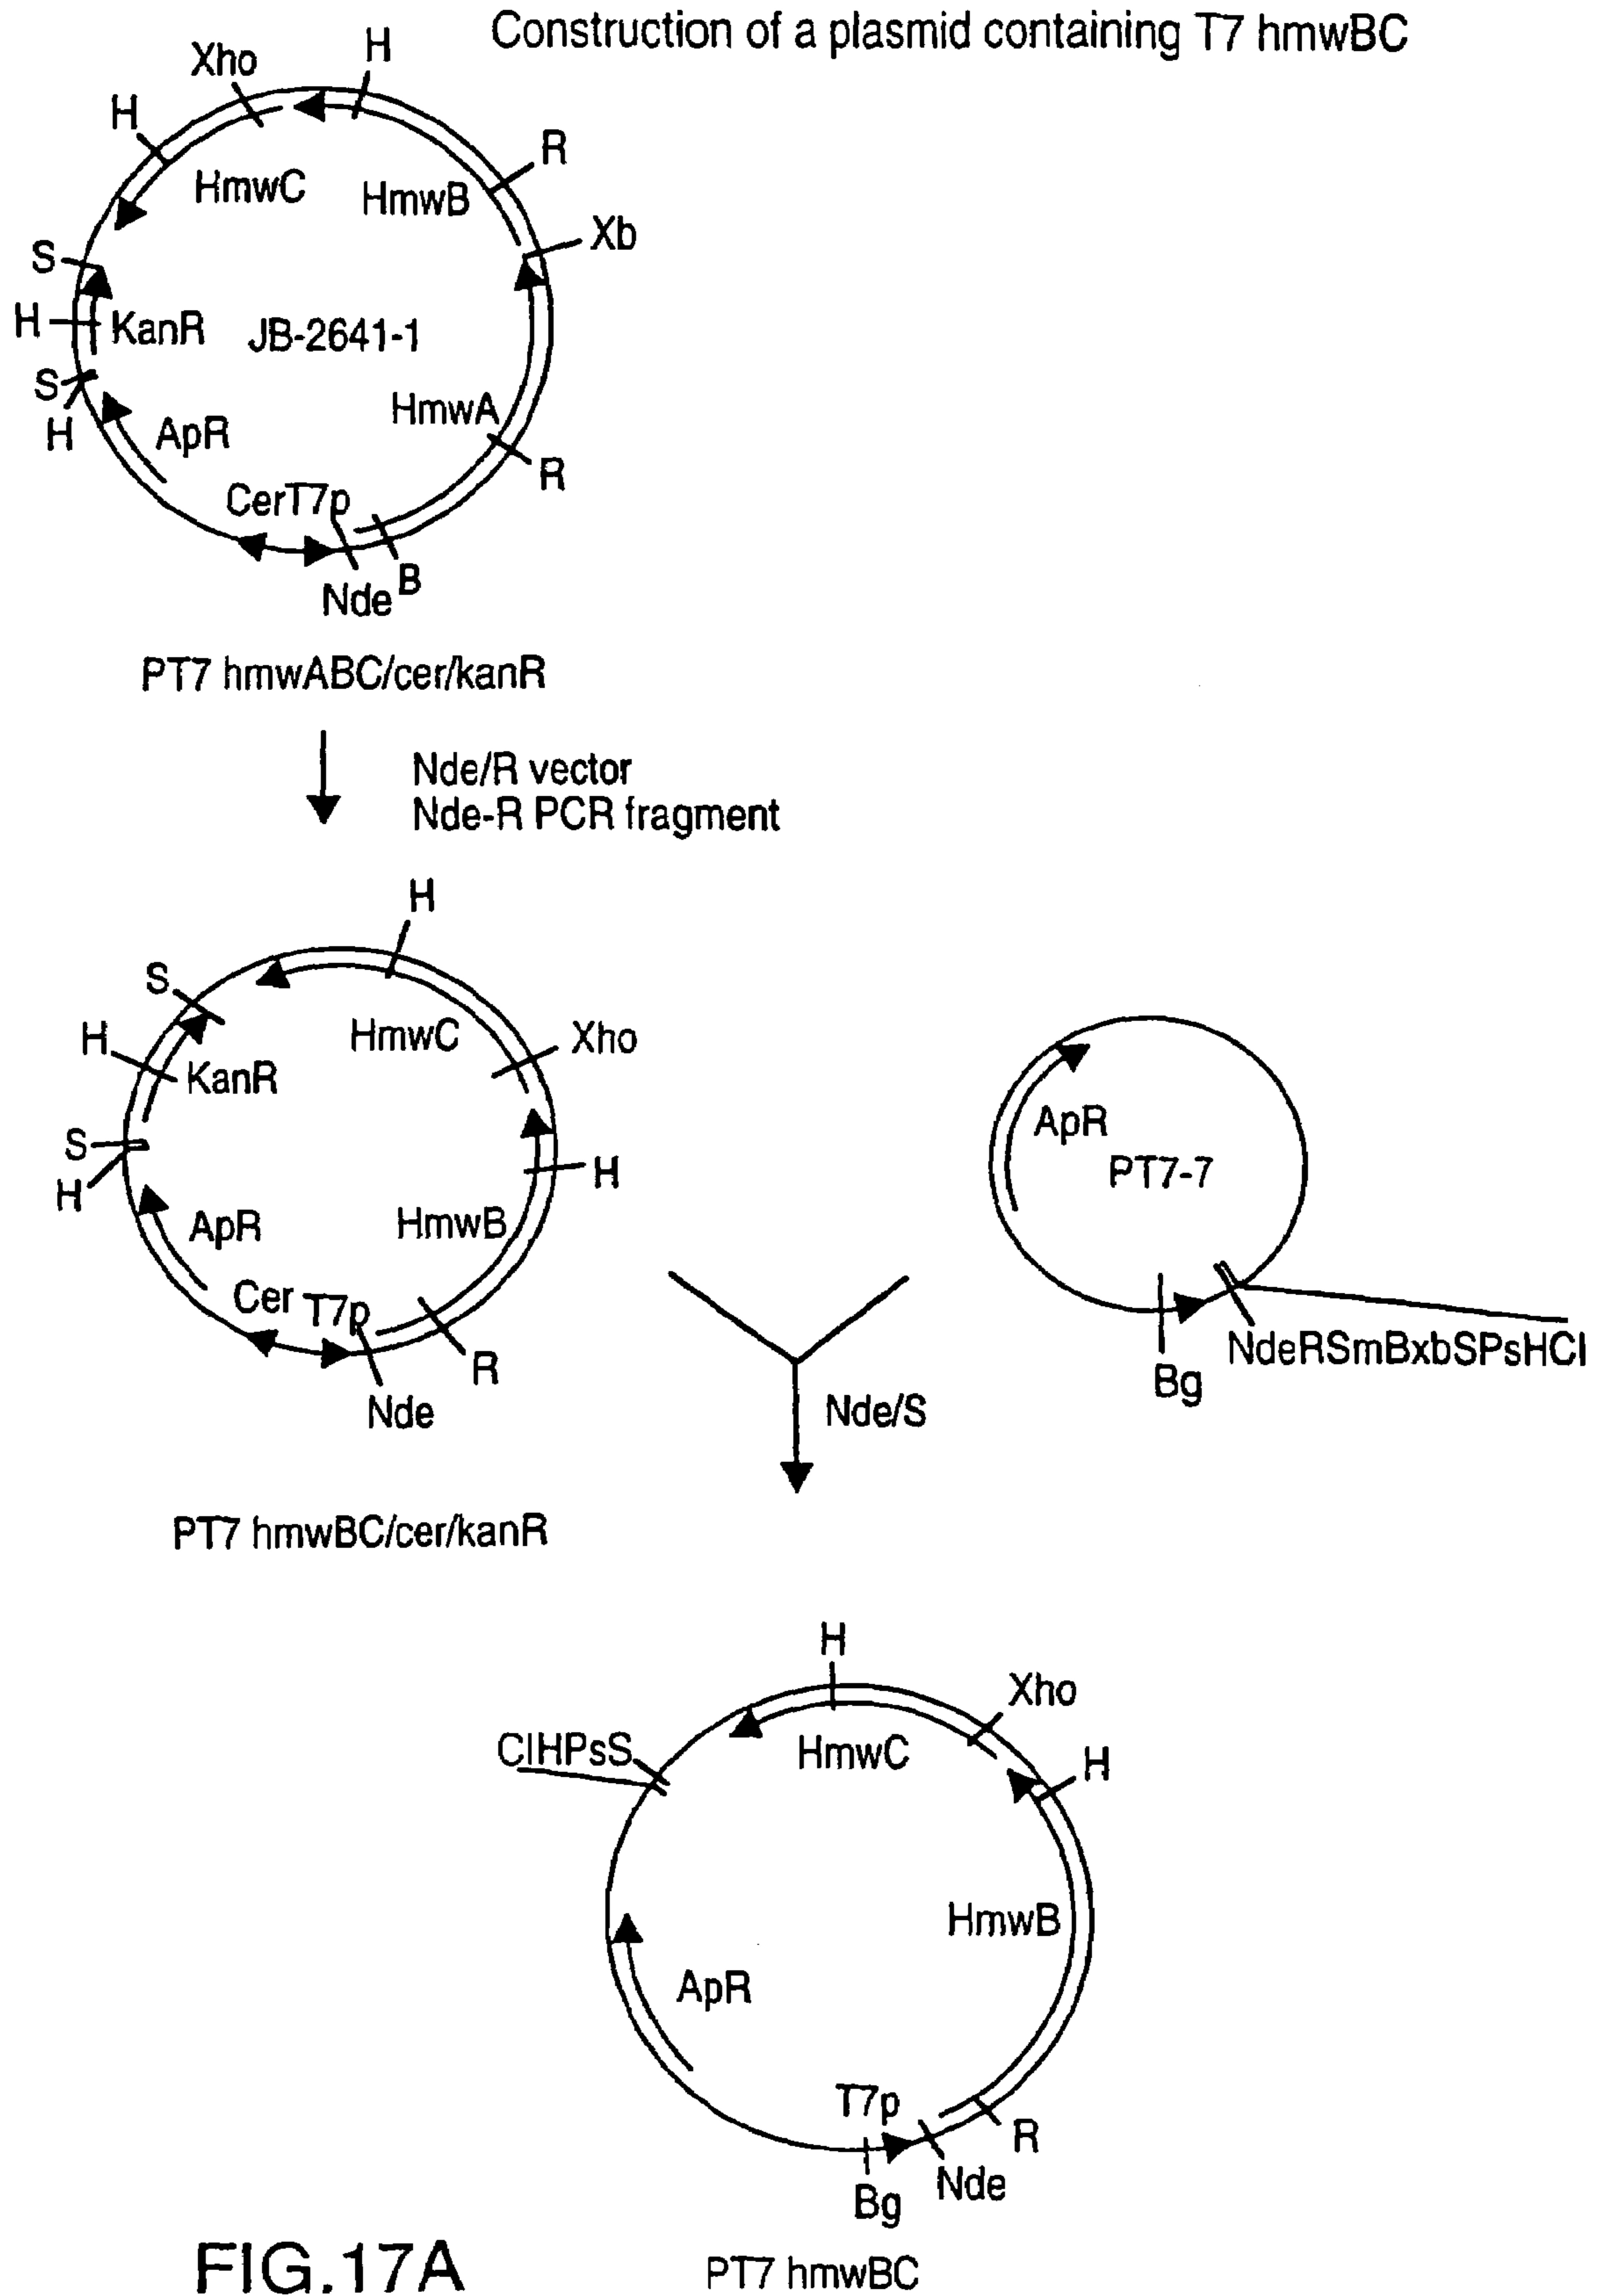 Construction of a plasmid containing T7 hmwBC
H
Xho
H
R
HmwC
HmwB
Xb
S
H
KanR
JB-2641-1
S
H
HmwA
ApR
R
CerT7p
B
Nde
PT7 hmwABC/cer/kanR
Nde/R vector
Nde-R PCR fragment
H
S
H
HmwC
Xho
KanR
ApR
S
PT7-7
H
H
ApR
HmwB
Cer T7p
R
NdeRSmBxbSPsHCl
Nde
Bg
Nde/S
PT7 hmwBC/cer/kanR
H
Xho
ClHPsS
HmwC
H
HmwB
ApR
T7p
R
Nde
Bg
FIG.17A
PT7 hmwBC